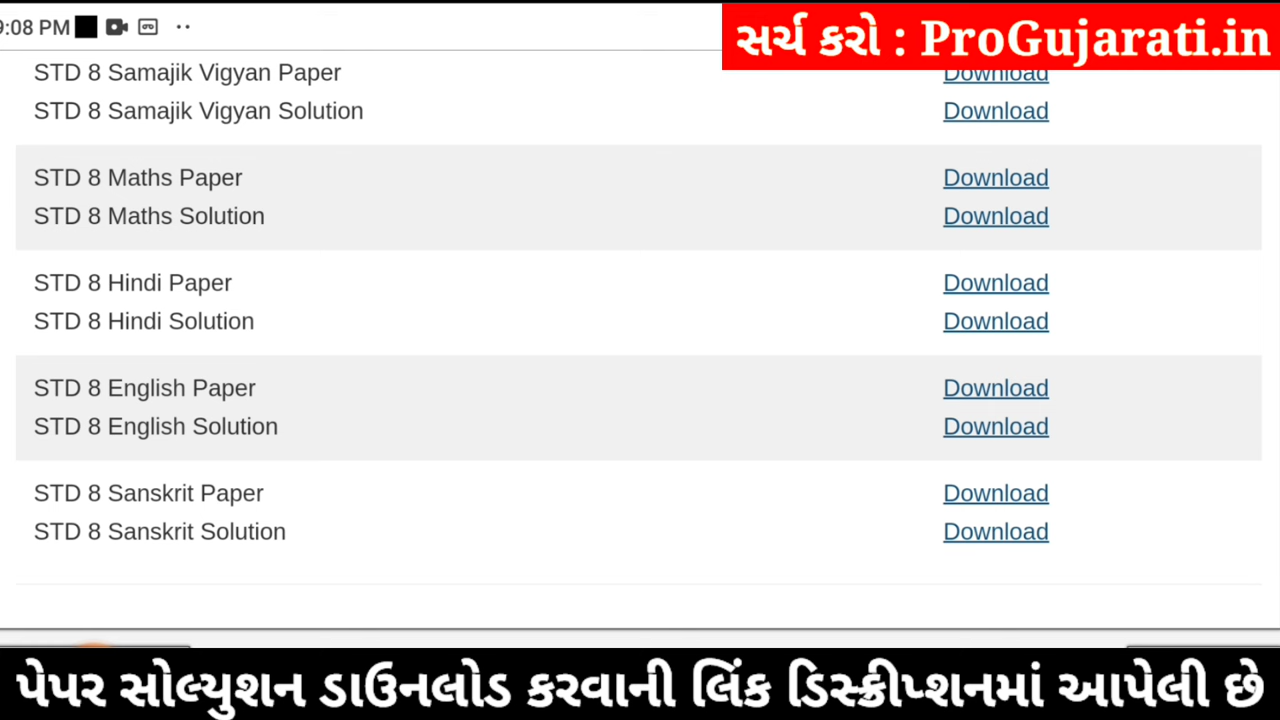 9:08 PM
સર્ચ કરો : ProGujarati.in
STD 8 Samajik Vigyan Paper Download
STD 8 Samajik Vigyan Solution Download
STD 8 Maths Paper Download
STD 8 Maths Solution Download
STD 8 Hindi Paper Download
STD 8 Hindi Solution Download
STD 8 English Paper Download
STD 8 English Solution Download
STD 8 Sanskrit Paper Download
STD 8 Sanskrit Solution Download
પેપર સોલ્યુશન ડાઉનલોડ કરવાની લિંક ડિસ્ક્રીપ્શનમાં આપેલી છે